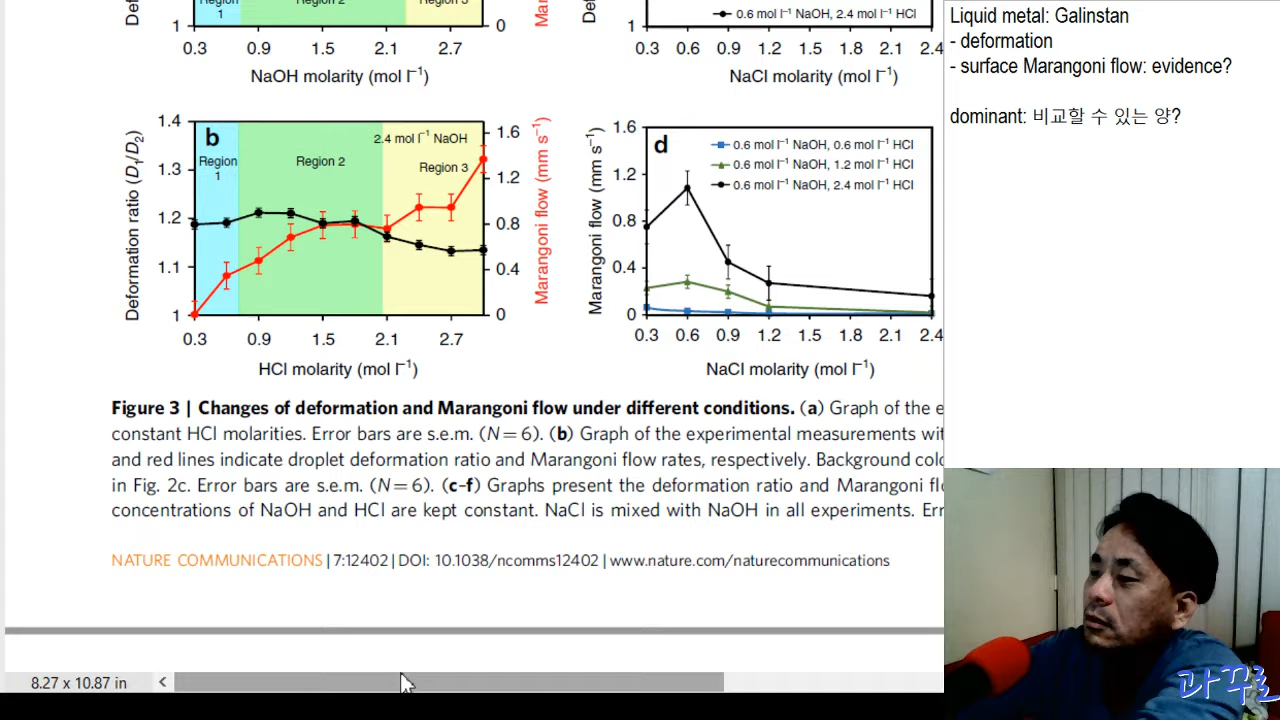 Region
1
Region 2
Region 3
1
0
0.3 0.9 1.5 2.1 2.7
NaOH molarity (mol l⁻¹)
0.6 mol l⁻¹ NaOH, 2.4 mol l⁻¹ HCl
1
0.3 0.6 0.9 1.2 1.5 1.8 2.1 2.4
NaCl molarity (mol l⁻¹)
b
2.4 mol l⁻¹ NaOH
Region
1
Region 2
Region 3
Deformation ratio (D₁/D₂)
1.4
1.3
1.2
1.1
1
1.6
1.2
0.8
0.4
0
Marangoni flow (mm s⁻¹)
0.3 0.9 1.5 2.1 2.7
HCl molarity (mol l⁻¹)
d
0.6 mol l⁻¹ NaOH, 0.6 mol l⁻¹ HCl
0.6 mol l⁻¹ NaOH, 1.2 mol l⁻¹ HCl
0.6 mol l⁻¹ NaOH, 2.4 mol l⁻¹ HCl
Marangoni flow (mm s⁻¹)
1.6
1.2
0.8
0.4
0
0.3 0.6 0.9 1.2 1.5 1.8 2.1 2.4
NaCl molarity (mol l⁻¹)
Figure 3 | Changes of deformation and Marangoni flow under different conditions. (a) Graph of the e
constant HCl molarities. Error bars are s.e.m. (N = 6). (b) Graph of the experimental measurements wit
and red lines indicate droplet deformation ratio and Marangoni flow rates, respectively. Background colo
in Fig. 2c. Error bars are s.e.m. (N = 6). (c–f) Graphs present the deformation ratio and Marangoni fl
concentrations of NaOH and HCl are kept constant. NaCl is mixed with NaOH in all experiments. Err
NATURE COMMUNICATIONS | 7:12402 | DOI: 10.1038/ncomms12402 | www.nature.com/naturecommunications
8.27 x 10.87 in
Liquid metal: Galinstan
- deformation
- surface Marangoni flow: evidence?
dominant: 비교할 수 있는 양?
과꾸로